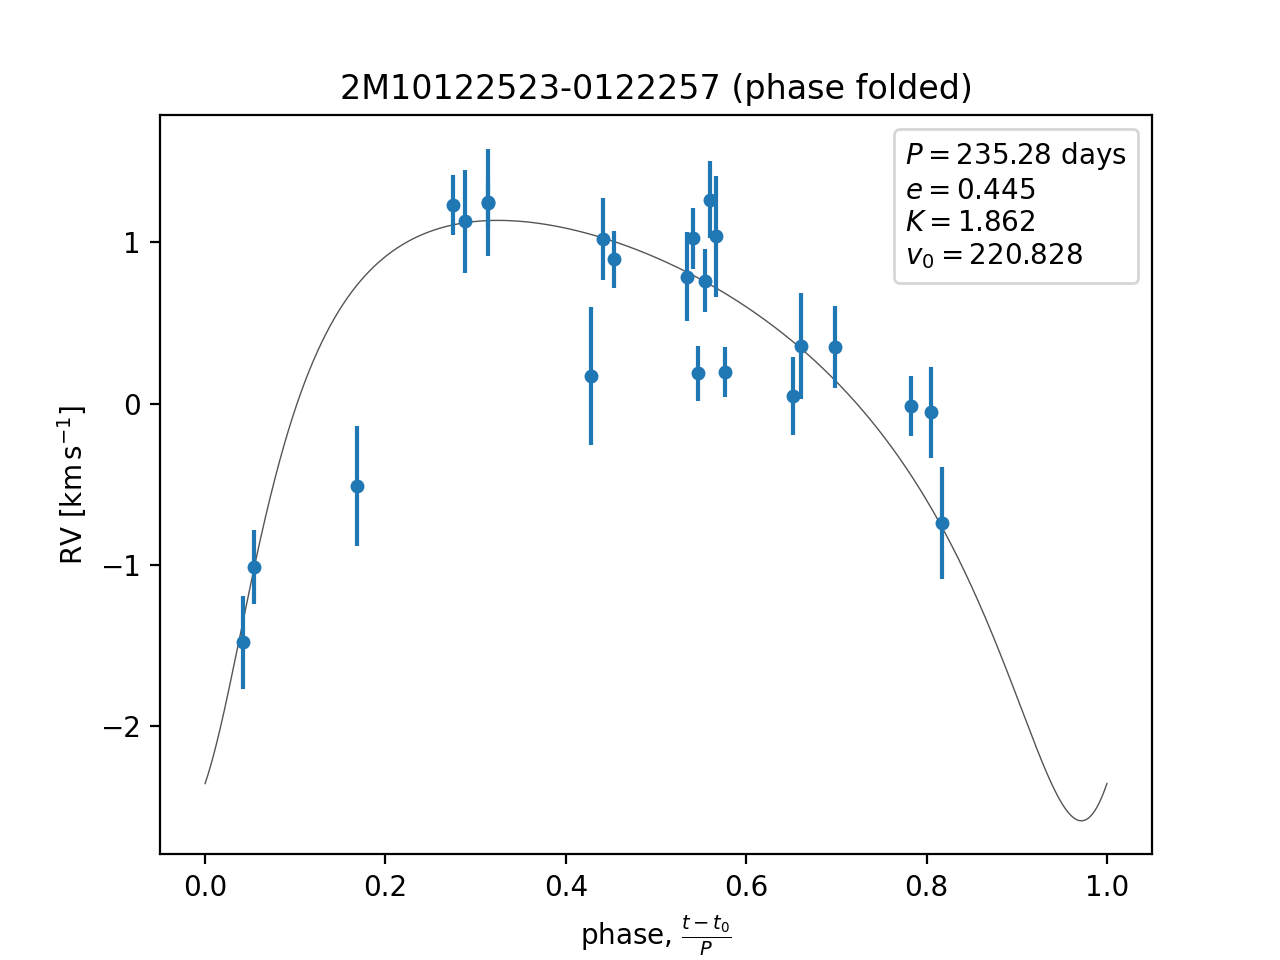 2M10122523-0122257 (phase folded)
P = 235.28 days
e = 0.445
K = 1.862
v₀ = 220.828
RV [km s⁻¹]
1
0
−1
−2
0.0 0.2 0.4 0.6 0.8 1.0
phase, (t − t₀)/P